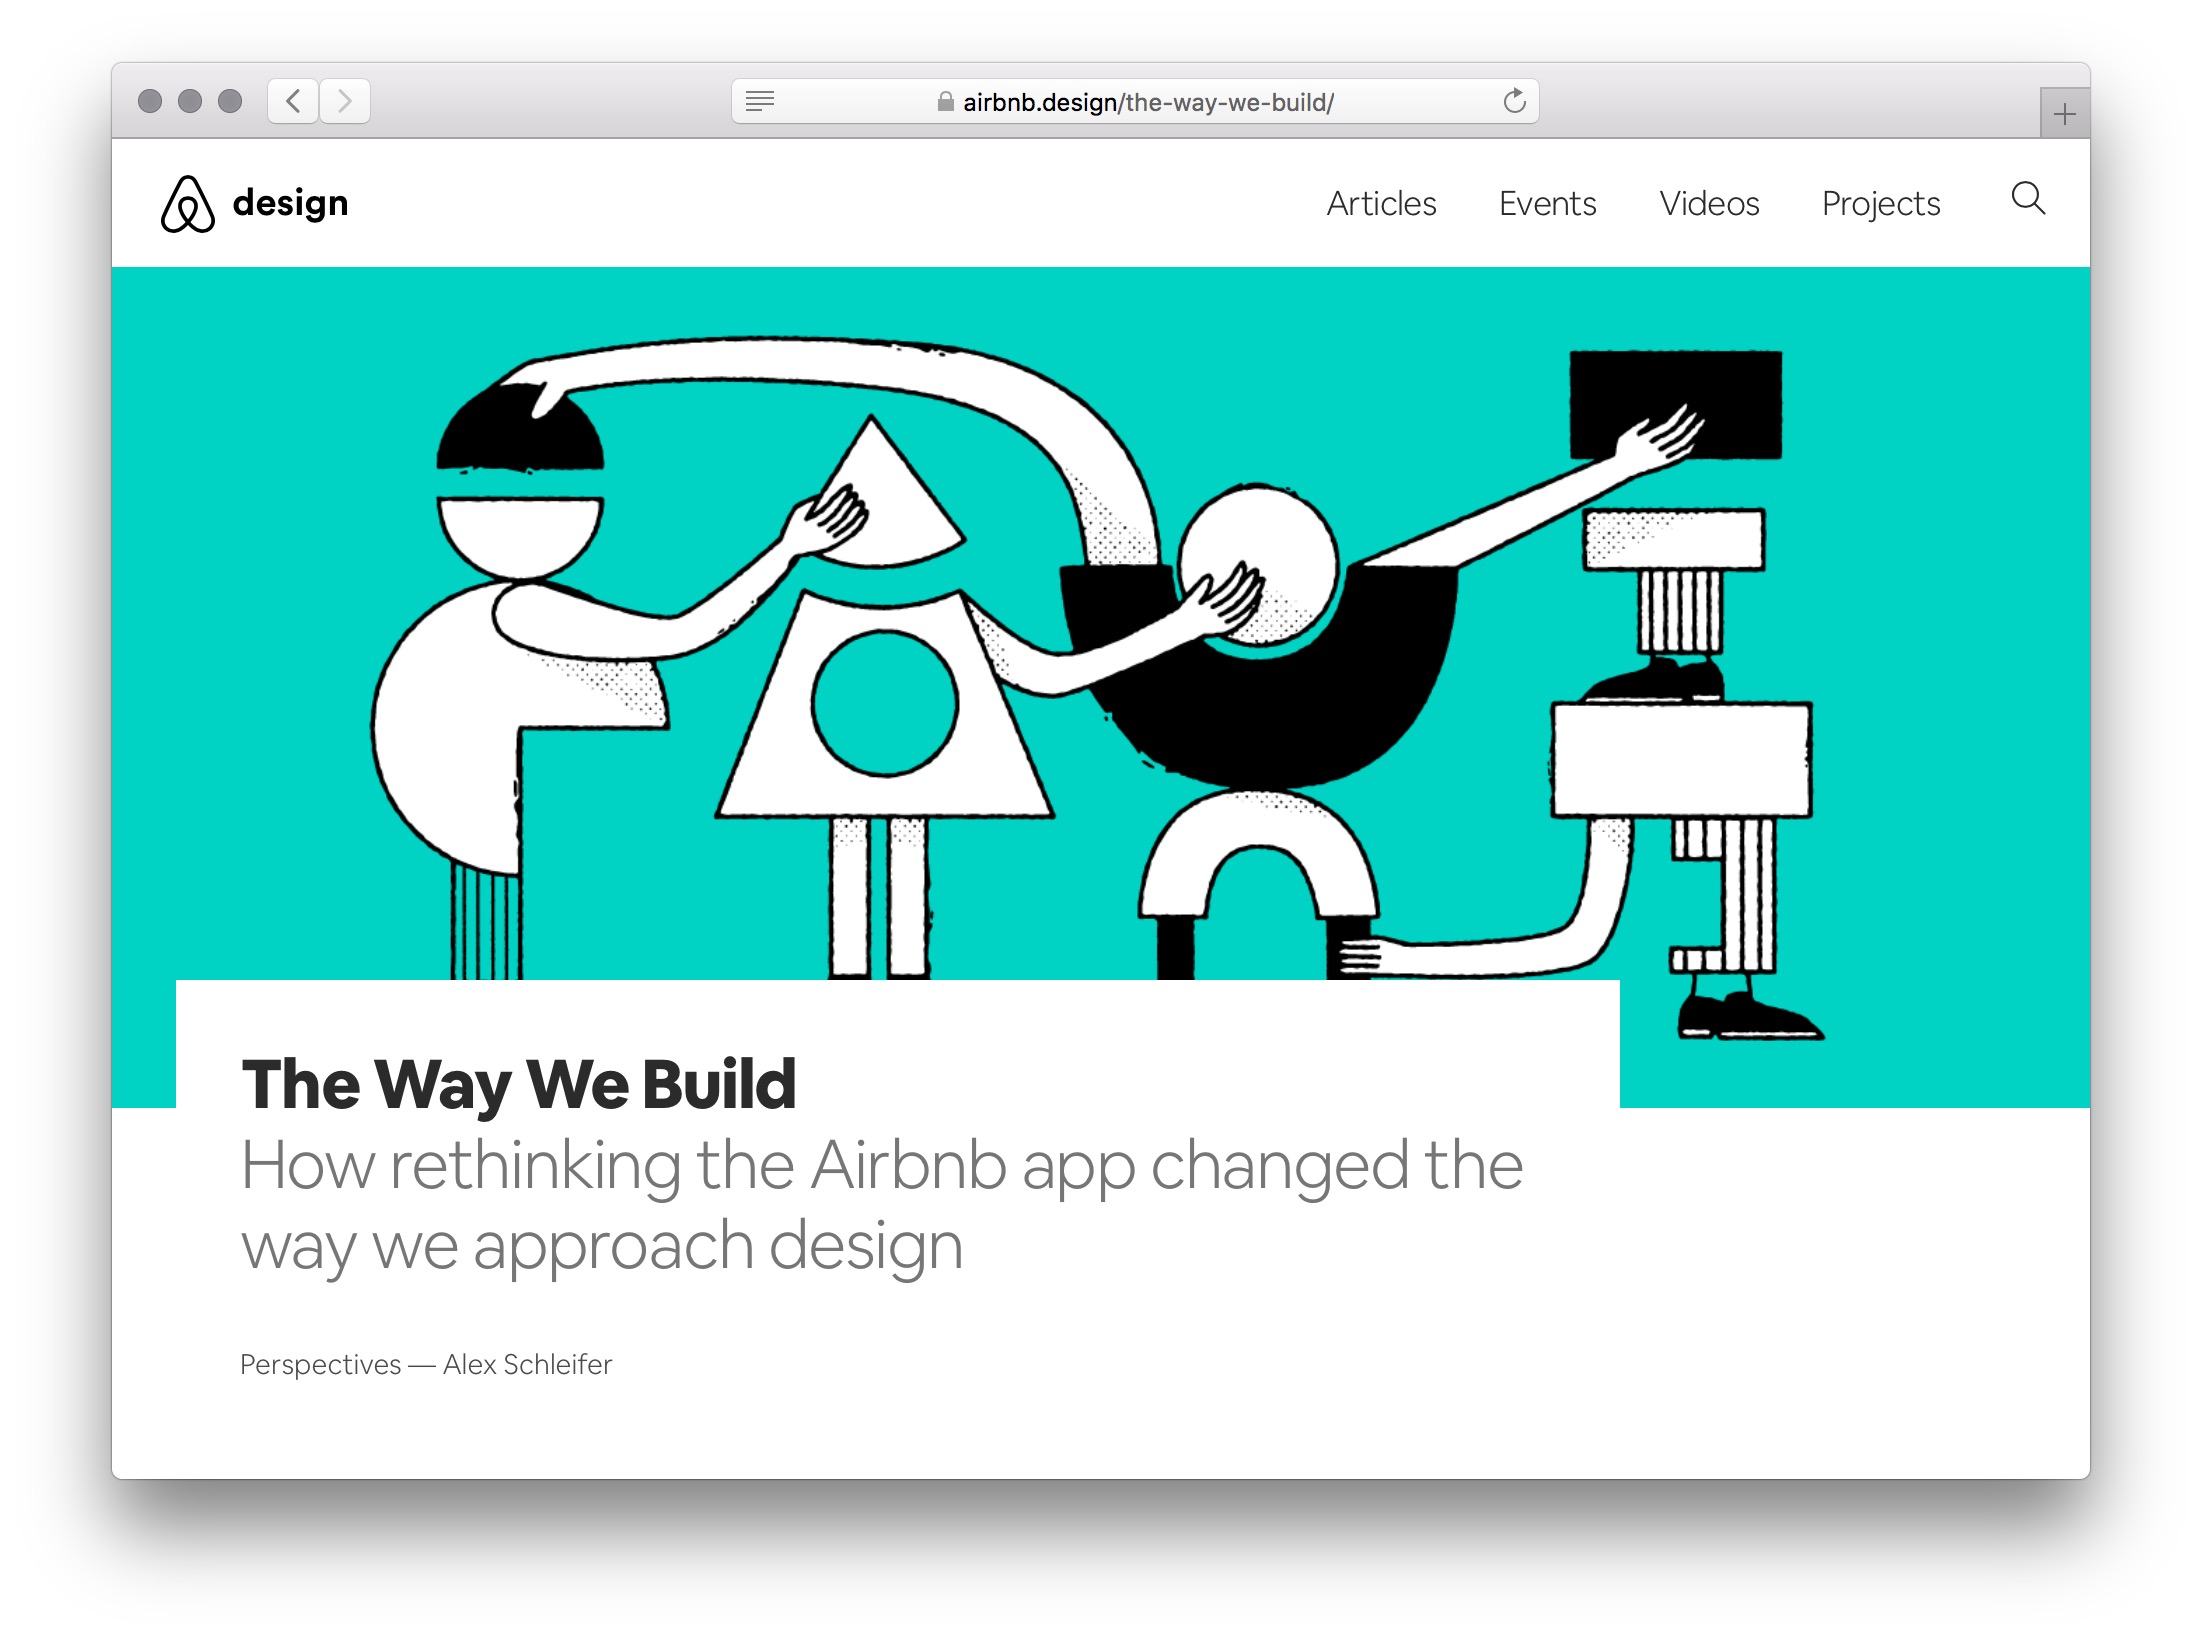 airbnb.design/the-way-we-build/
design
Articles Events Videos Projects
The Way We Build
How rethinking the Airbnb app changed the
way we approach design
Perspectives — Alex Schleifer